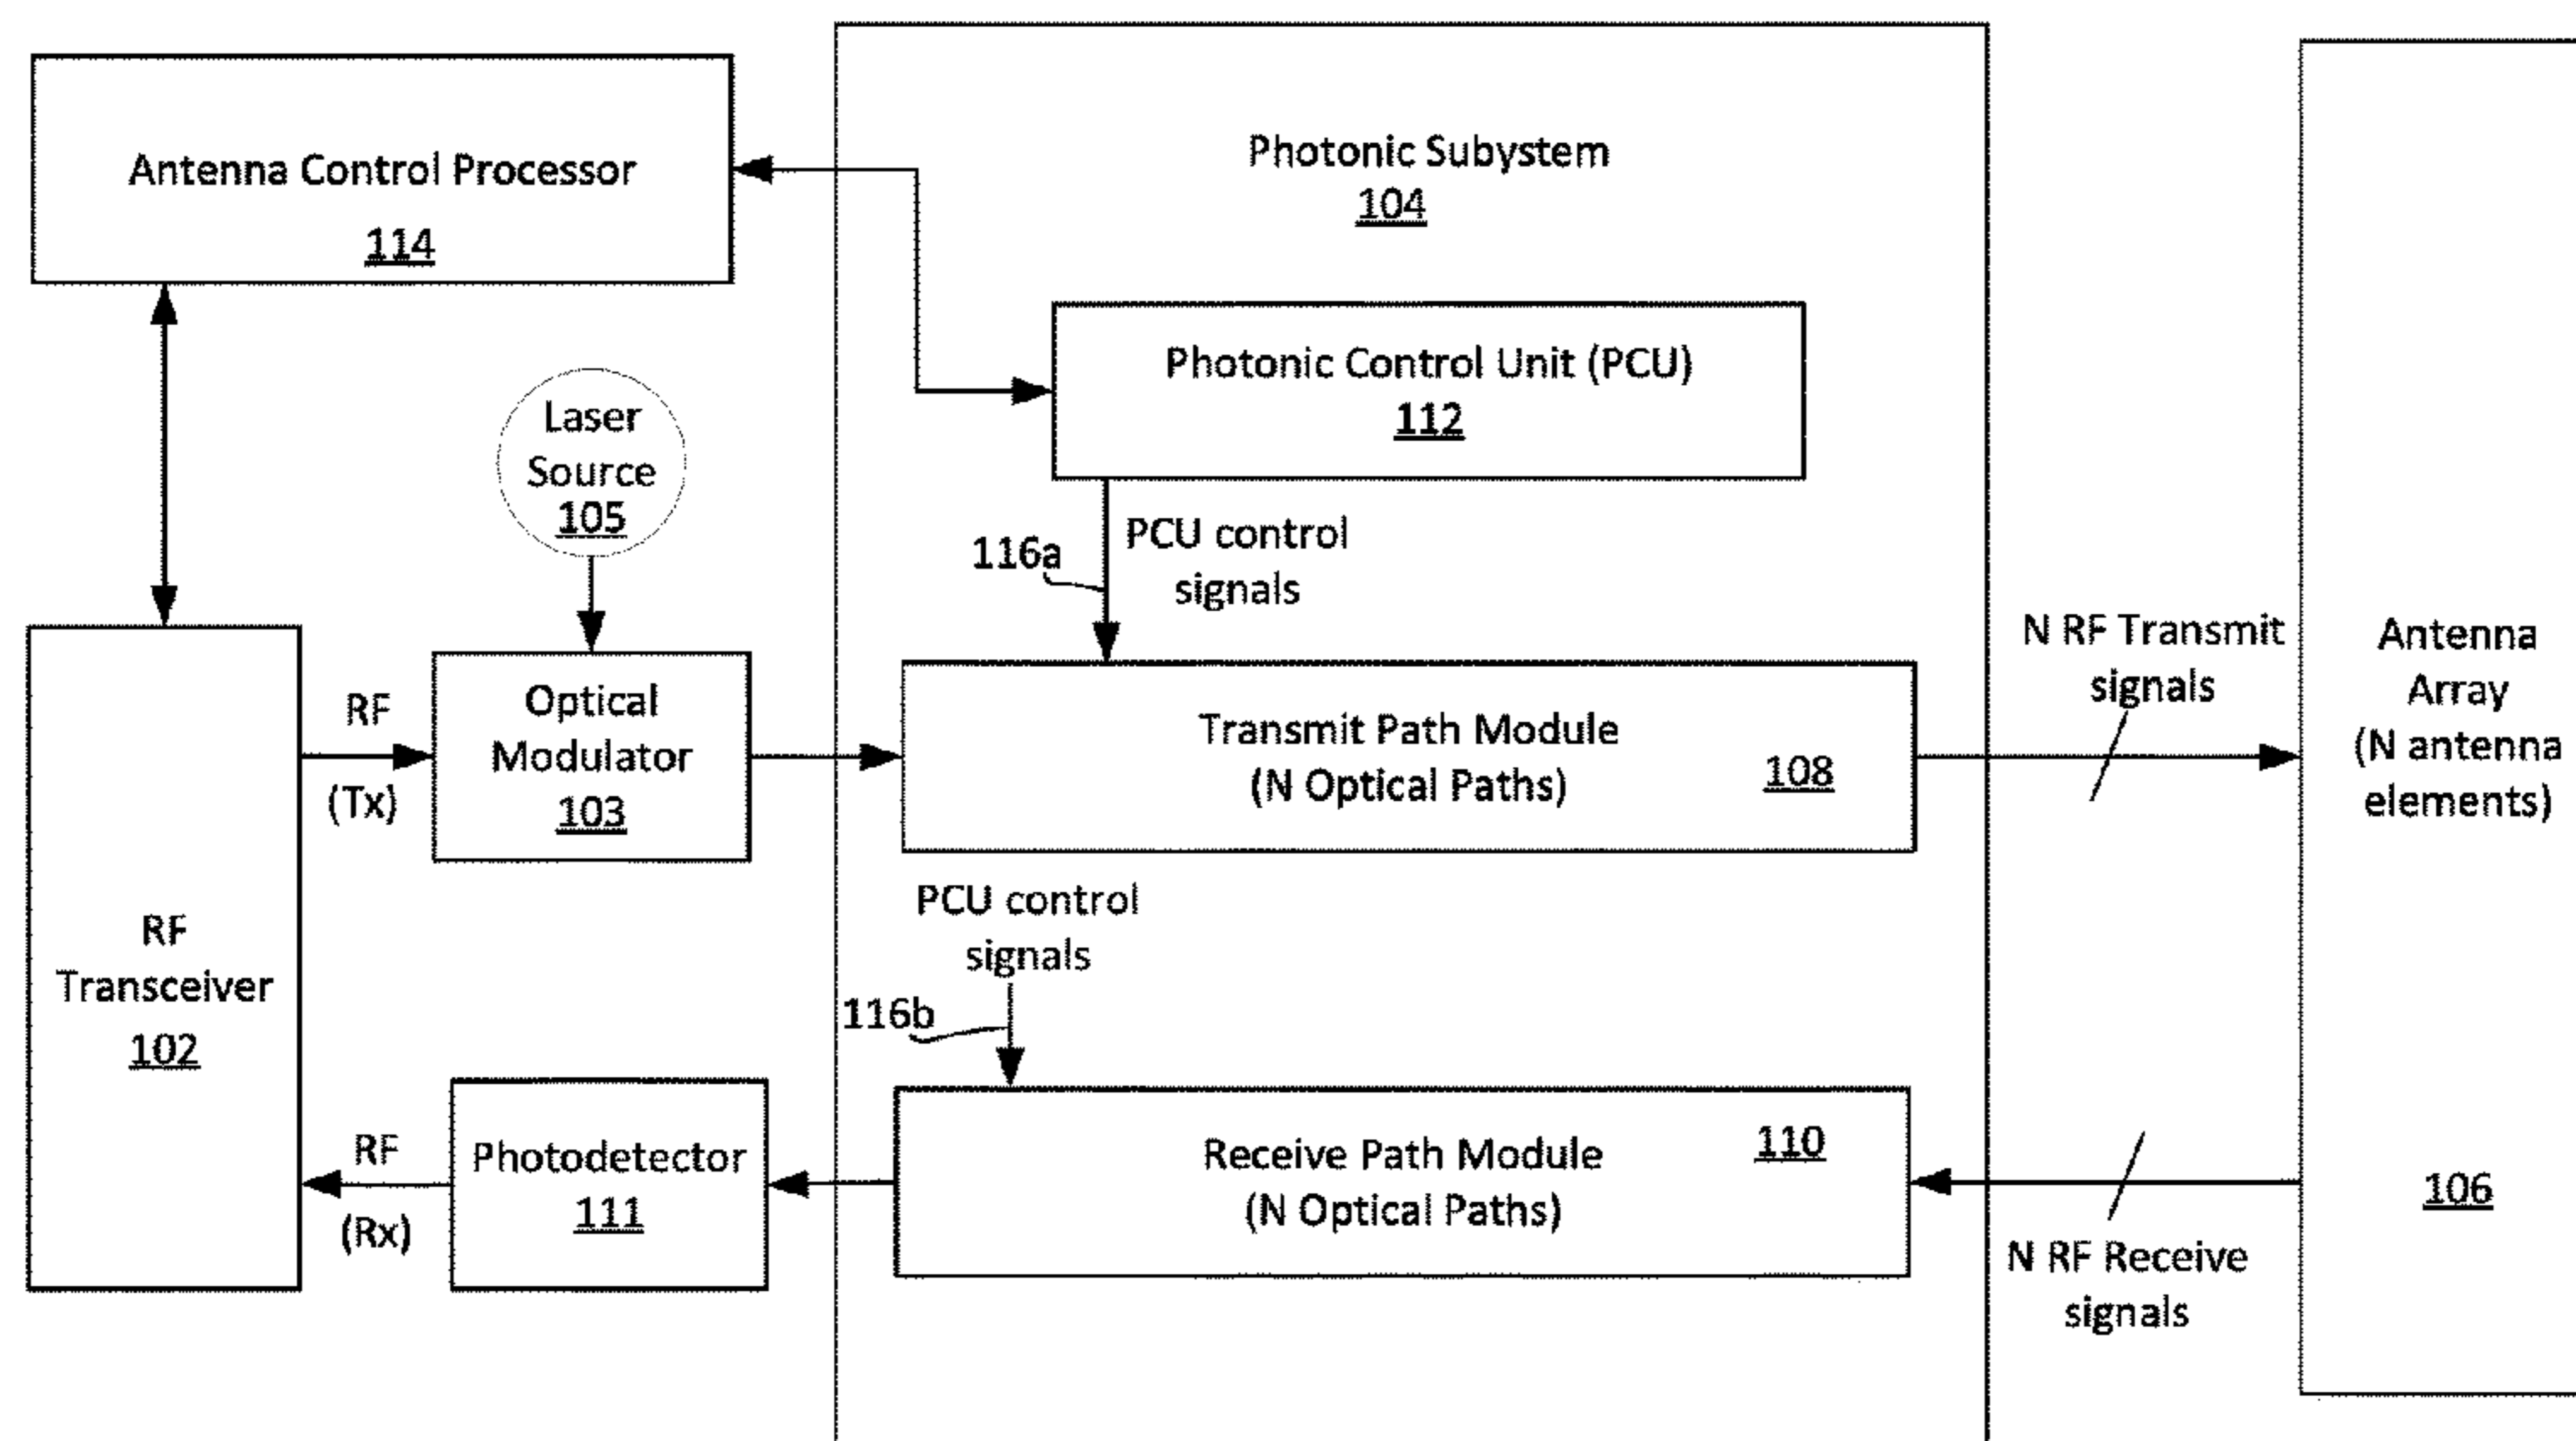 Antenna Control Processor
114
Photonic Subystem
104
Photonic Control Unit (PCU)
112
Laser
Source
105
116a
PCU control
signals
RF
(Tx)
Optical
Modulator
103
Transmit Path Module
(N Optical Paths)
108
N RF Transmit
signals
Antenna
Array
(N antenna
elements)
106
RF
Transceiver
102
PCU control
signals
116b
RF
(Rx)
Photodetector
111
Receive Path Module
(N Optical Paths)
110
N RF Receive
signals